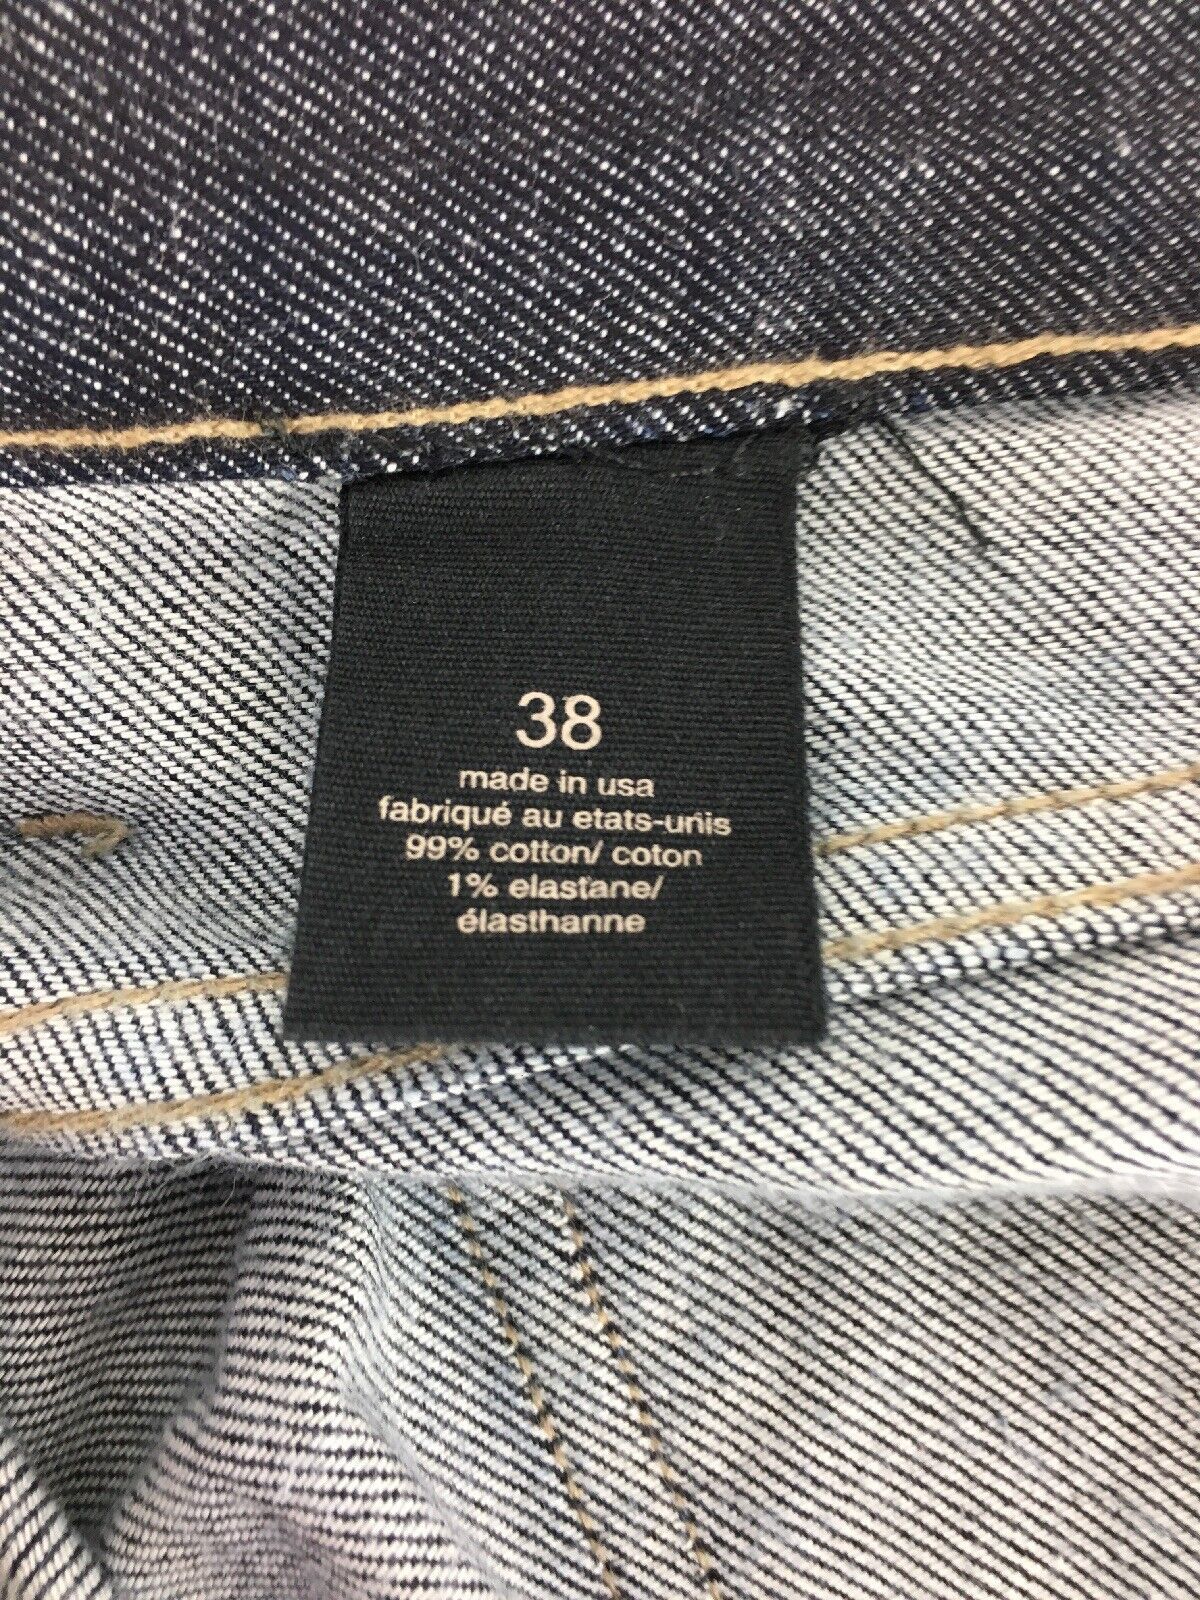 38
made in usa
fabriqué au etats-unis
99% cotton/ coton
1% elastane/
élasthanne